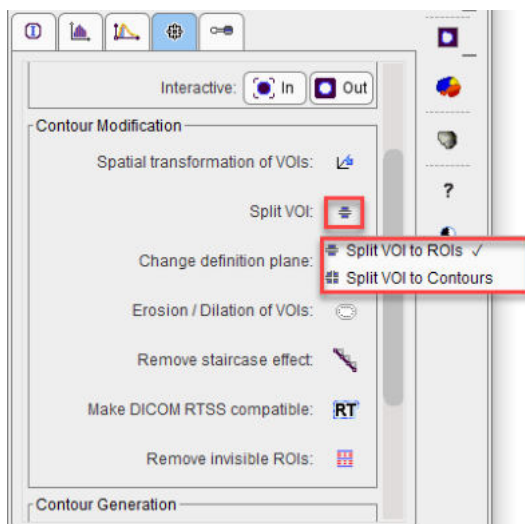 Interactive: In Out
Contour Modification
Spatial transformation of VOIs:
?
Split VOI:
Split VOI to ROIs ✓
Change definition plane:
Split VOI to Contours
Erosion / Dilation of VOIs:
Remove staircase effect:
Make DICOM RTSS compatible: RT
Remove invisible ROIs:
Contour Generation